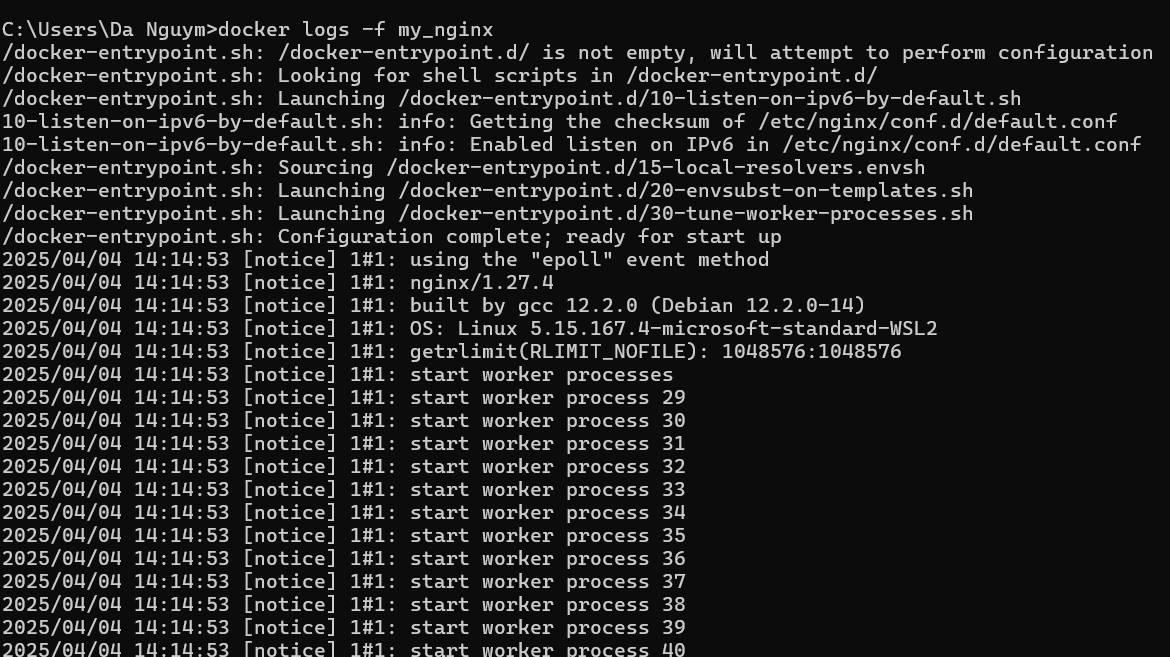 C:\Users\Da Nguym>docker logs -f my_nginx
/docker-entrypoint.sh: /docker-entrypoint.d/ is not empty, will attempt to perform configuration
/docker-entrypoint.sh: Looking for shell scripts in /docker-entrypoint.d/
/docker-entrypoint.sh: Launching /docker-entrypoint.d/10-listen-on-ipv6-by-default.sh
10-listen-on-ipv6-by-default.sh: info: Getting the checksum of /etc/nginx/conf.d/default.conf
10-listen-on-ipv6-by-default.sh: info: Enabled listen on IPv6 in /etc/nginx/conf.d/default.conf
/docker-entrypoint.sh: Sourcing /docker-entrypoint.d/15-local-resolvers.envsh
/docker-entrypoint.sh: Launching /docker-entrypoint.d/20-envsubst-on-templates.sh
/docker-entrypoint.sh: Launching /docker-entrypoint.d/30-tune-worker-processes.sh
/docker-entrypoint.sh: Configuration complete; ready for start up
2025/04/04 14:14:53 [notice] 1#1: using the "epoll" event method
2025/04/04 14:14:53 [notice] 1#1: nginx/1.27.4
2025/04/04 14:14:53 [notice] 1#1: built by gcc 12.2.0 (Debian 12.2.0-14)
2025/04/04 14:14:53 [notice] 1#1: OS: Linux 5.15.167.4-microsoft-standard-WSL2
2025/04/04 14:14:53 [notice] 1#1: getrlimit(RLIMIT_NOFILE): 1048576:1048576
2025/04/04 14:14:53 [notice] 1#1: start worker processes
2025/04/04 14:14:53 [notice] 1#1: start worker process 29
2025/04/04 14:14:53 [notice] 1#1: start worker process 30
2025/04/04 14:14:53 [notice] 1#1: start worker process 31
2025/04/04 14:14:53 [notice] 1#1: start worker process 32
2025/04/04 14:14:53 [notice] 1#1: start worker process 33
2025/04/04 14:14:53 [notice] 1#1: start worker process 34
2025/04/04 14:14:53 [notice] 1#1: start worker process 35
2025/04/04 14:14:53 [notice] 1#1: start worker process 36
2025/04/04 14:14:53 [notice] 1#1: start worker process 37
2025/04/04 14:14:53 [notice] 1#1: start worker process 38
2025/04/04 14:14:53 [notice] 1#1: start worker process 39
2025/04/04 14:14:53 [notice] 1#1: start worker process 40